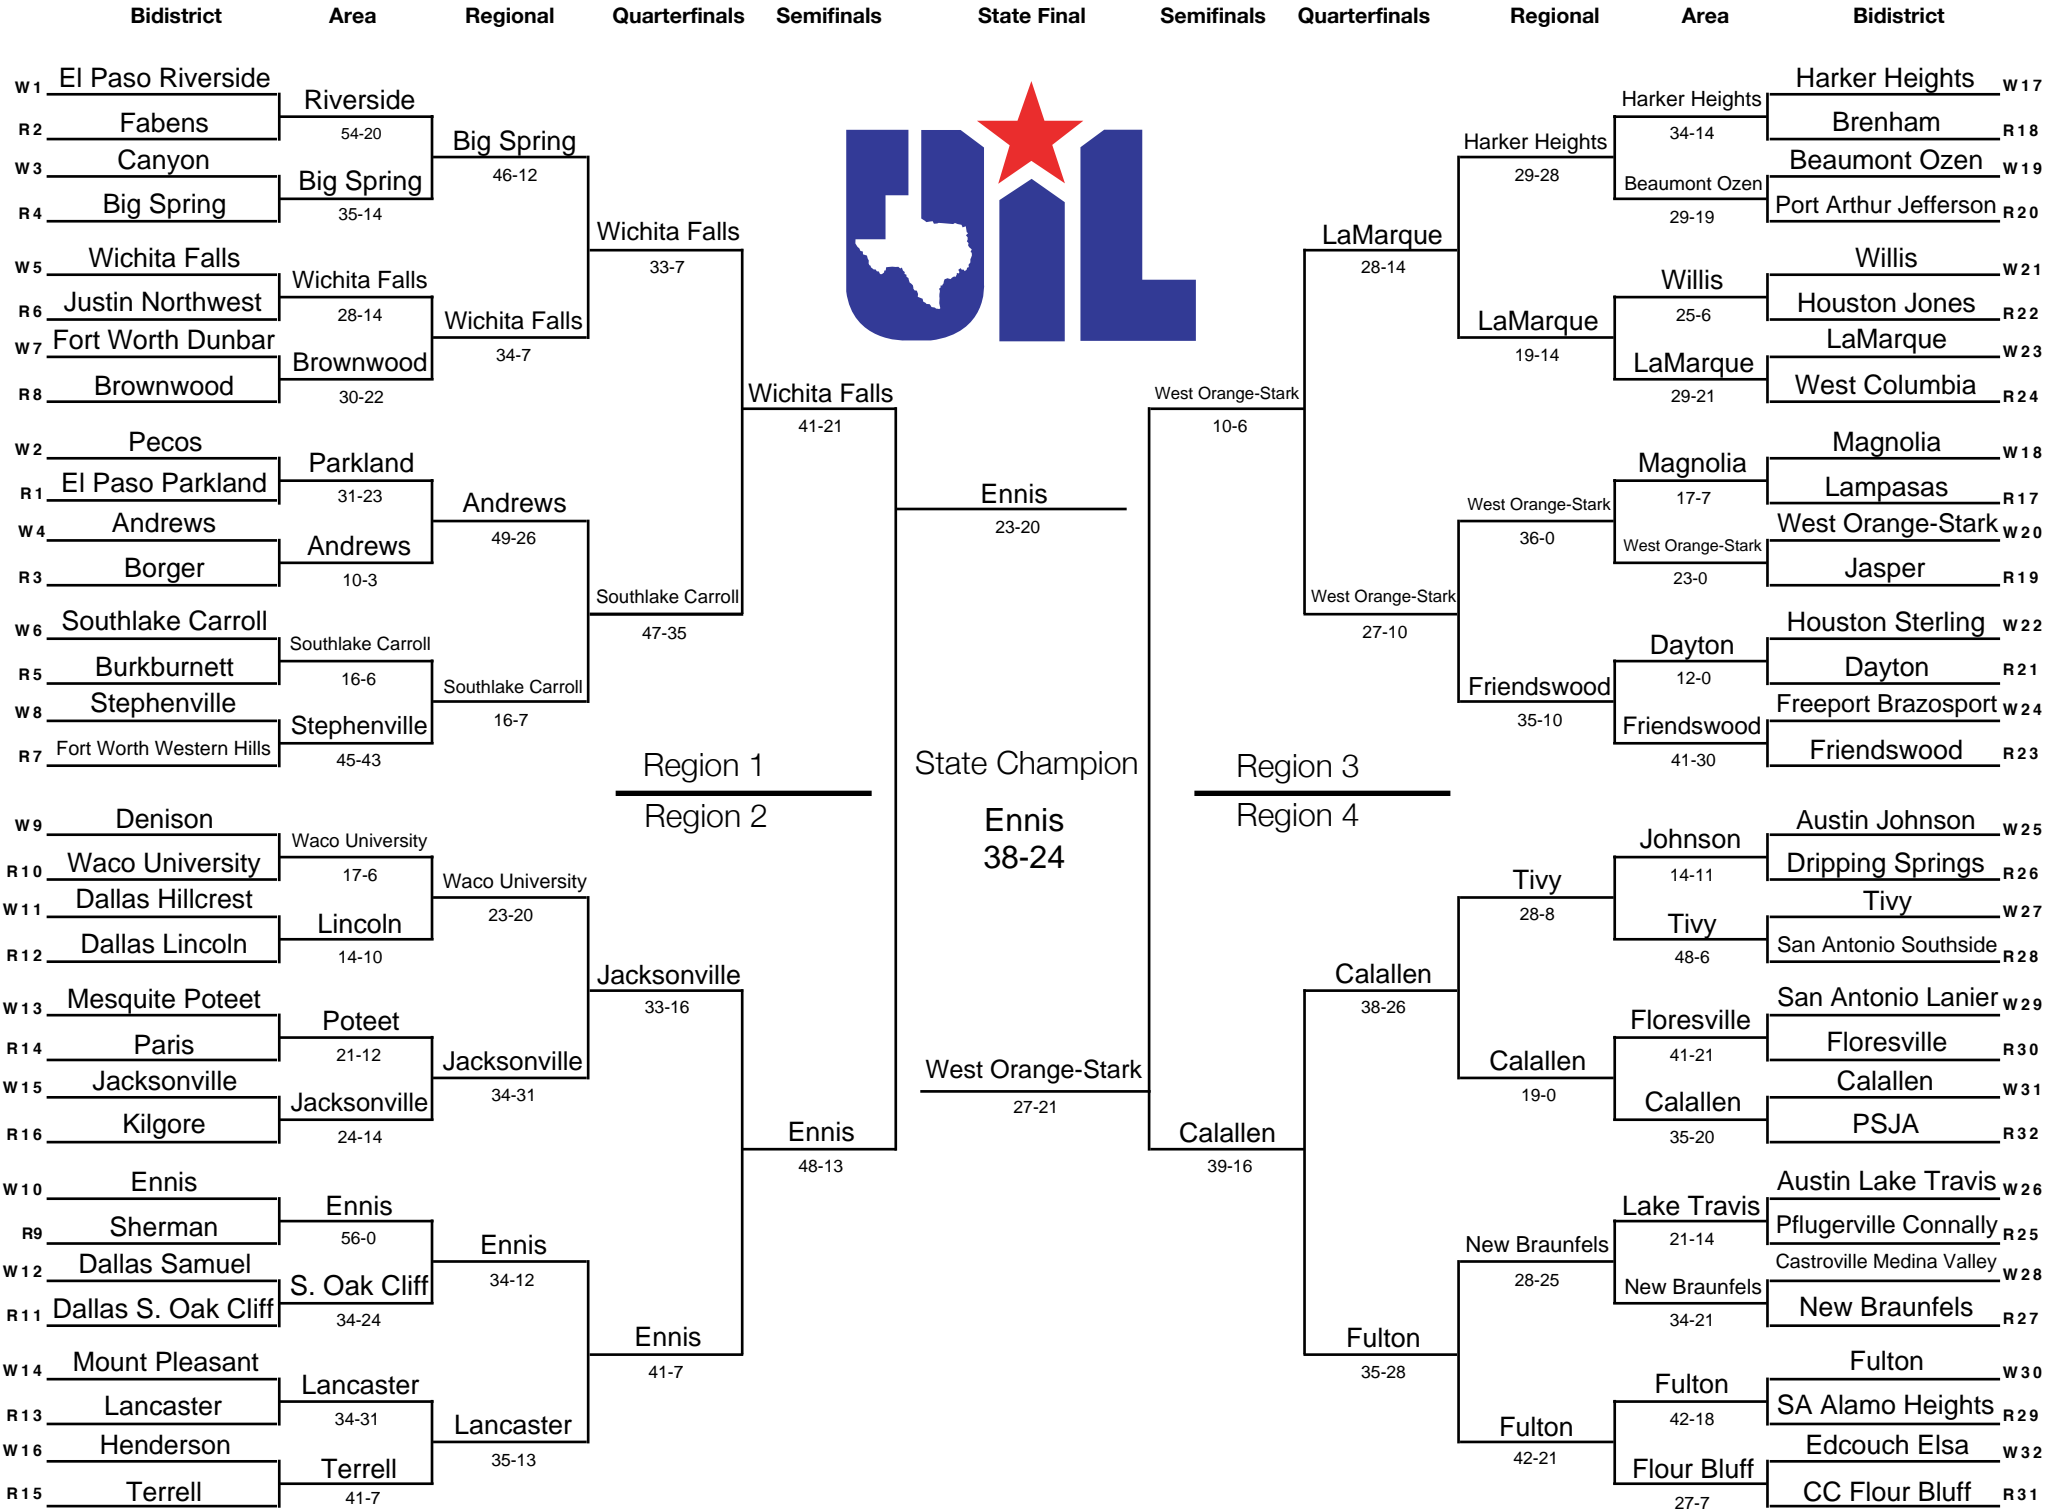 Bidistrict Area Regional Quarterfinals Semifinals State Final Semifinals Quarterfinals Regional Area Bidistrict
W1 El Paso Riverside
R2 Fabens
W3 Canyon
R4 Big Spring
W5 Wichita Falls
R6 Justin Northwest
W7 Fort Worth Dunbar
R8 Brownwood
W2 Pecos
R1 El Paso Parkland
W4 Andrews
R3 Borger
W6 Southlake Carroll
R5 Burkburnett
W8 Stephenville
R7 Fort Worth Western Hills
W9 Denison
R10 Waco University
W11 Dallas Hillcrest
R12 Dallas Lincoln
W13 Mesquite Poteet
R14 Paris
W15 Jacksonville
R16 Kilgore
W10 Ennis
R9 Sherman
W12 Dallas Samuel
R11 Dallas S. Oak Cliff
W14 Mount Pleasant
R13 Lancaster
W16 Henderson
R15 Terrell
Riverside
54-20
Big Spring
35-14
Wichita Falls
28-14
Brownwood
30-22
Parkland
31-23
Andrews
10-3
Southlake Carroll
16-6
Stephenville
45-43
Waco University
17-6
Lincoln
14-10
Poteet
21-12
Jacksonville
24-14
Ennis
56-0
S. Oak Cliff
34-24
Lancaster
34-31
Terrell
41-7
Big Spring
46-12
Wichita Falls
34-7
Andrews
49-26
Southlake Carroll
16-7
Waco University
23-20
Jacksonville
34-31
Ennis
34-12
Lancaster
35-13
Wichita Falls
33-7
Southlake Carroll
47-35
Region 1
Region 2
Jacksonville
33-16
Ennis
41-7
Wichita Falls
41-21
Ennis
48-13
UIL
Ennis
23-20
State Champion
Ennis
38-24
West Orange-Stark
27-21
West Orange-Stark
10-6
Calallen
39-16
LaMarque
28-14
West Orange-Stark
27-10
Region 3
Region 4
Calallen
38-26
Fulton
35-28
Harker Heights
29-28
LaMarque
19-14
West Orange-Stark
36-0
Friendswood
35-10
Tivy
28-8
Calallen
19-0
New Braunfels
28-25
Fulton
42-21
Harker Heights
34-14
Beaumont Ozen
29-19
Willis
25-6
LaMarque
29-21
Magnolia
17-7
West Orange-Stark
23-0
Dayton
12-0
Friendswood
41-30
Johnson
14-11
Tivy
48-6
Floresville
41-21
Calallen
35-20
Lake Travis
21-14
New Braunfels
34-21
Fulton
42-18
Flour Bluff
27-7
Harker Heights W17
Brenham R18
Beaumont Ozen W19
Port Arthur Jefferson R20
Willis W21
Houston Jones R22
LaMarque W23
West Columbia R24
Magnolia W18
Lampasas R17
West Orange-Stark W20
Jasper R19
Houston Sterling W22
Dayton R21
Freeport Brazosport W24
Friendswood R23
Austin Johnson W25
Dripping Springs R26
Tivy W27
San Antonio Southside R28
San Antonio Lanier W29
Floresville R30
Calallen W31
PSJA R32
Austin Lake Travis W26
Pflugerville Connally R25
Castroville Medina Valley W28
New Braunfels R27
Fulton W30
SA Alamo Heights R29
Edcouch Elsa W32
CC Flour Bluff R31